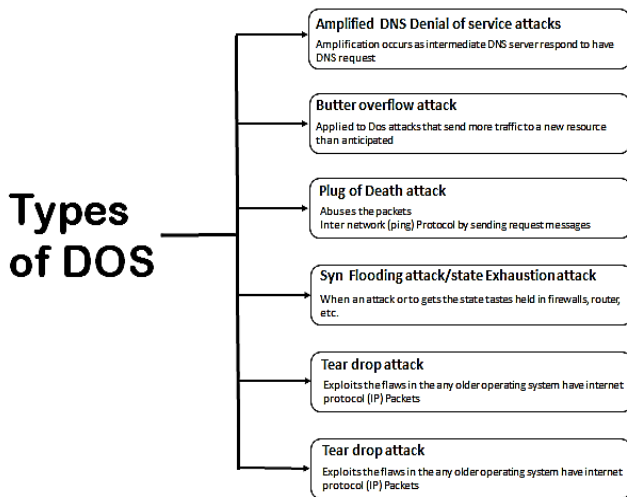 Types
of DOS
Amplified DNS Denial of service attacks
Amplification occurs as intermediate DNS server respond to have
DNS request
Butter overflow attack
Applied to Dos attacks that send more traffic to a new resource
than anticipated
Plug of Death attack
Abuses the packets
Inter network (ping) Protocol by sending request messages
Syn Flooding attack/state Exhaustion attack
When an attack or to gets the state tastes held in firewalls, router,
etc.
Tear drop attack
Exploits the flaws in the any older operating system have internet
protocol (IP) Packets
Tear drop attack
Exploits the flaws in the any older operating system have internet
protocol (IP) Packets